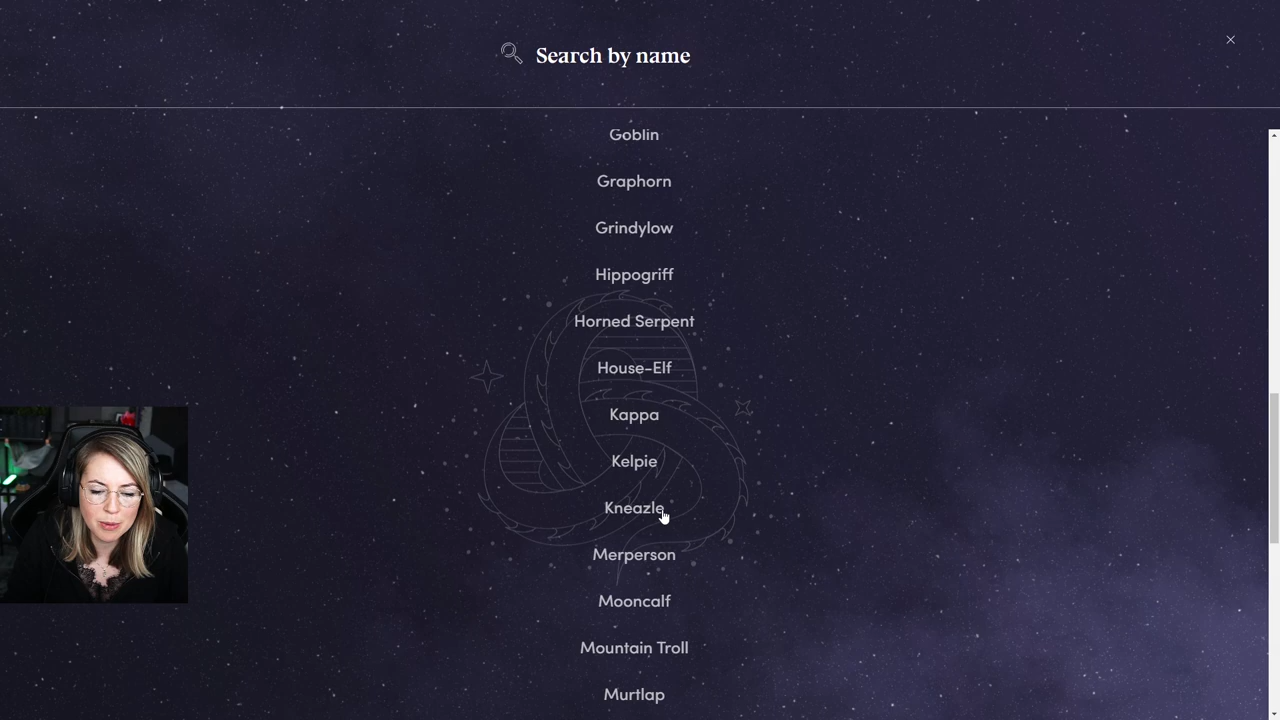 Search by name
Goblin
Graphorn
Grindylow
Hippogriff
Horned Serpent
House-Elf
Kappa
Kelpie
Kneazle
Merperson
Mooncalf
Mountain Troll
Murtlap